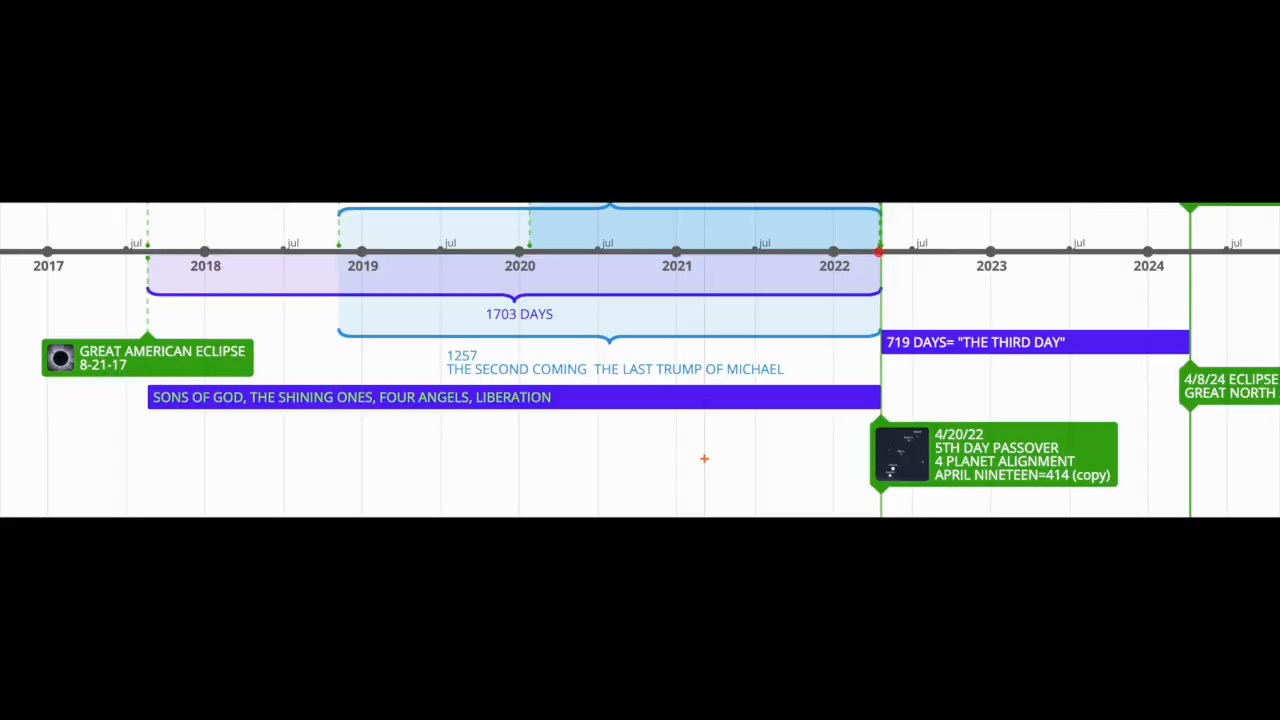 jul jul jul jul jul jul jul jul
2017 2018 2019 2020 2021 2022 2023 2024
1703 DAYS
719 DAYS= "THE THIRD DAY"
GREAT AMERICAN ECLIPSE
8-21-17
1257
THE SECOND COMING  THE LAST TRUMP OF MICHAEL
4/8/24 ECLIPSE
GREAT NORTH
SONS OF GOD, THE SHINING ONES, FOUR ANGELS, LIBERATION
4/20/22
5TH DAY PASSOVER
4 PLANET ALIGNMENT
APRIL NINETEEN=414 (copy)